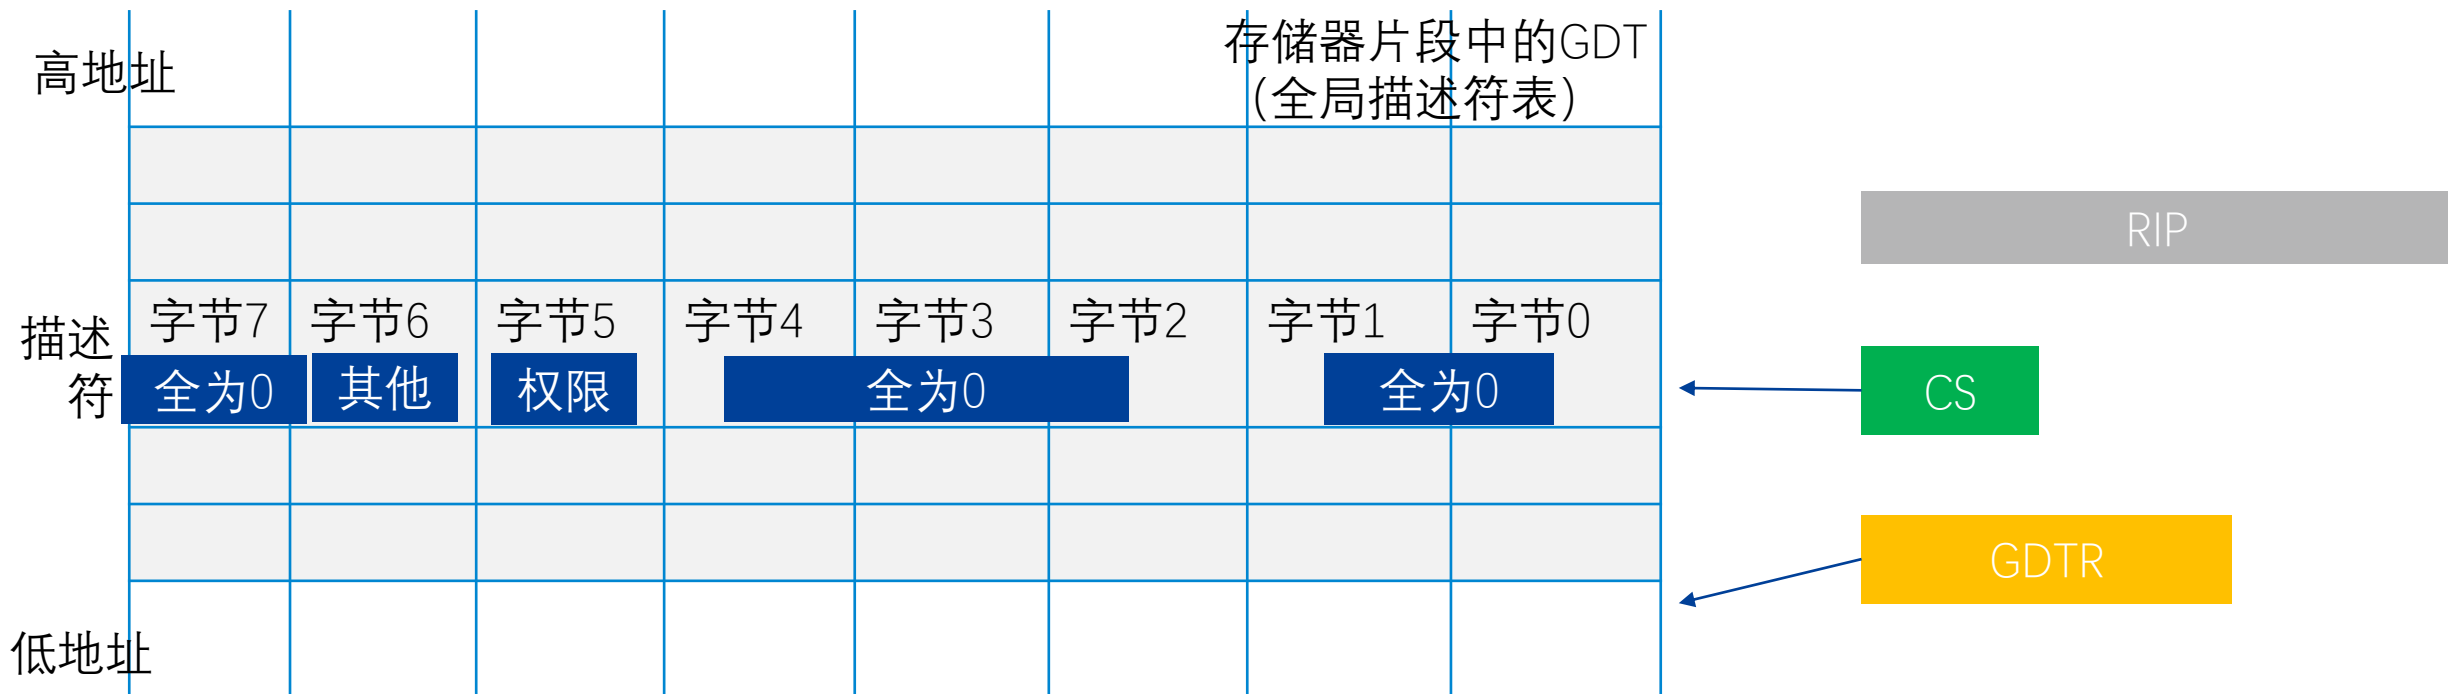 存储器片段中的GDT
（全局描述符表）
高地址
RIP
描述
符
字节7 字节6 字节5 字节4 字节3 字节2 字节1 字节0
全为0 其他 权限 全为0 全为0
CS
GDTR
低地址